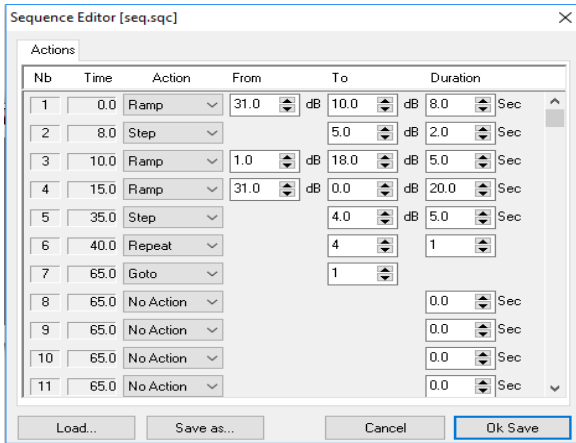 Sequence Editor [seq.sqc]
Actions
Nb Time Action From To Duration
1 0.0 Ramp 31.0 dB 10.0 dB 8.0 Sec
2 8.0 Step 5.0 dB 2.0 Sec
3 10.0 Ramp 1.0 dB 18.0 dB 5.0 Sec
4 15.0 Ramp 31.0 dB 0.0 dB 20.0 Sec
5 35.0 Step 4.0 dB 5.0 Sec
6 40.0 Repeat 4 1
7 65.0 Goto 1
8 65.0 No Action 0.0 Sec
9 65.0 No Action 0.0 Sec
10 65.0 No Action 0.0 Sec
11 65.0 No Action 0.0 Sec
Load... Save as... Cancel Ok Save